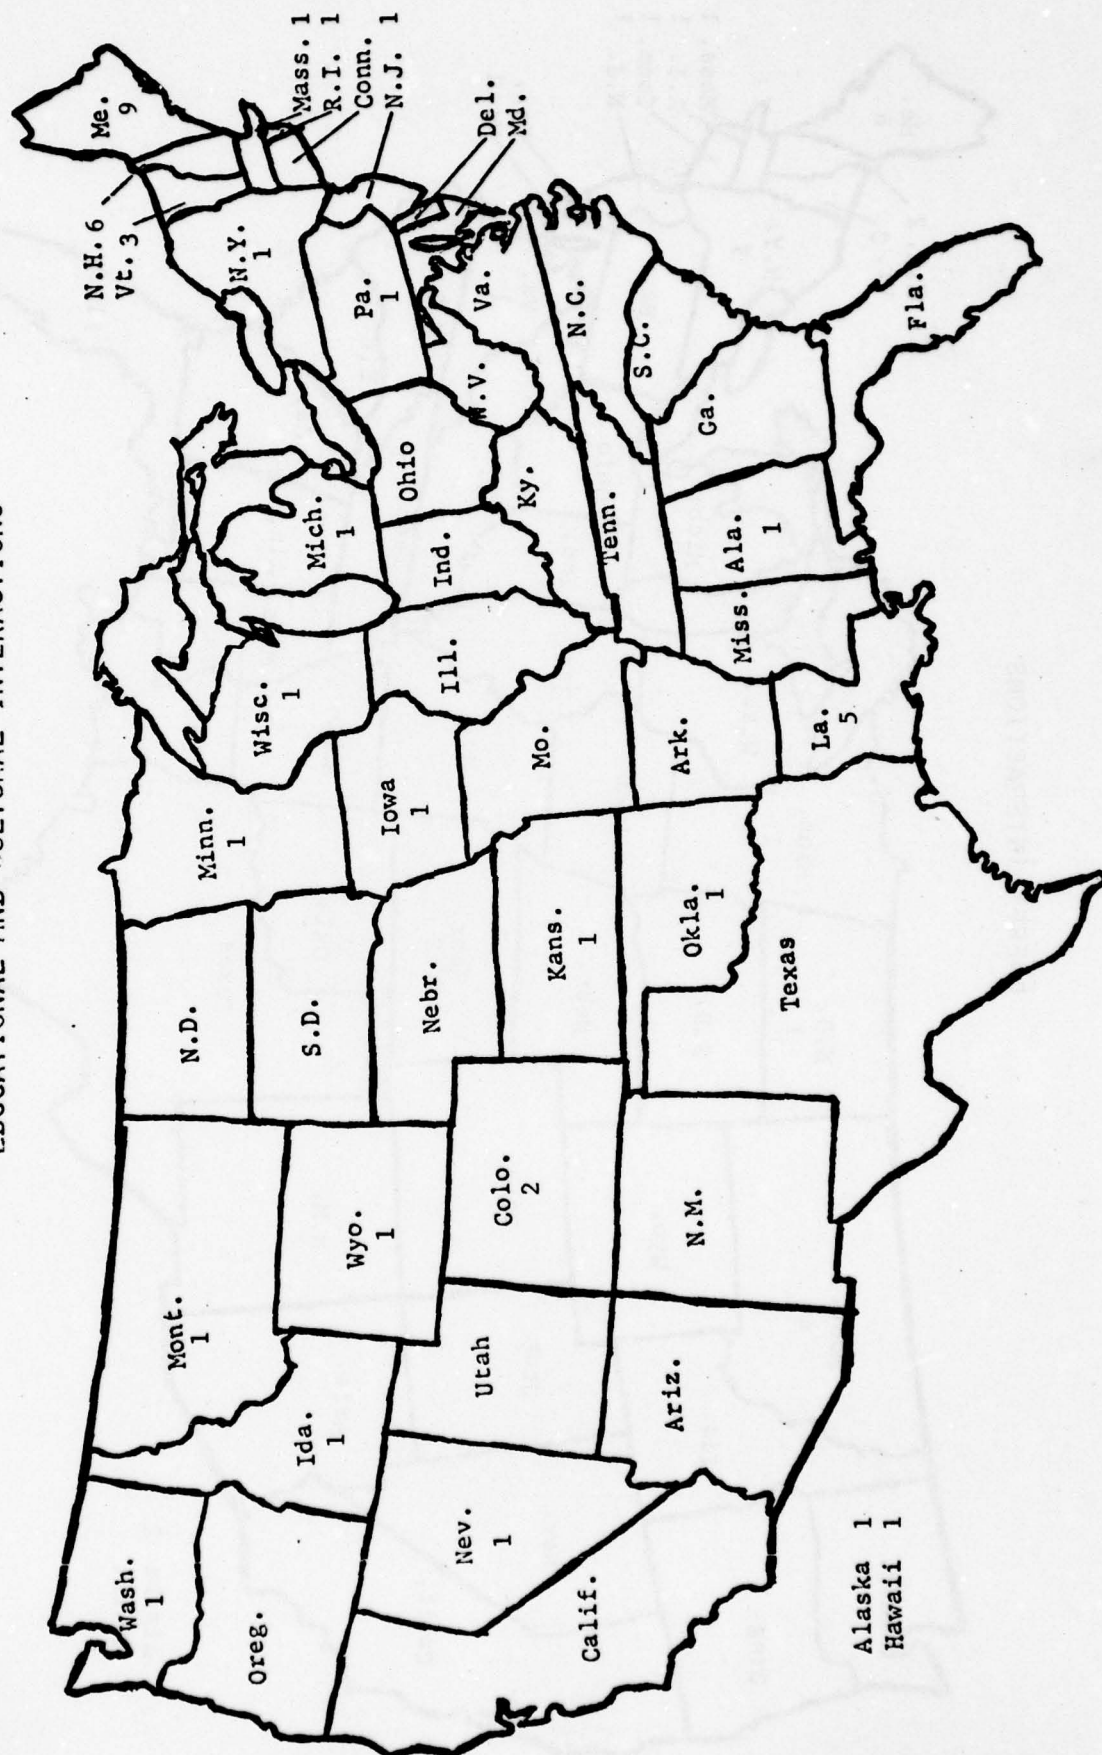 EDUCATIONAL AND CULTURAL INTERACTIONS
N.H. 6
Vt. 3
Me.
9
Mass. 1
R.I. 1
Conn. 1
N.J. 1
Del.
Md.
Wash.
1
Oreg.
Calif.
Nev.
1
Ida.
1
Mont.
1
Wyo.
1
Utah
Colo.
2
Ariz.
N.M.
N.D.
S.D.
Nebr.
Kans.
1
Okla.
1
Texas
Minn.
1
Iowa
1
Mo.
Ark.
La.
5
Wisc.
1
Ill.
Mich.
1
Ind.
Ohio
Ky.
Tenn.
Miss.
Ala.
1
Ga.
Fla.
S.C.
N.C.
Va.
W.V.
Pa.
1
N.Y.
1
Alaska 1
Hawaii 1